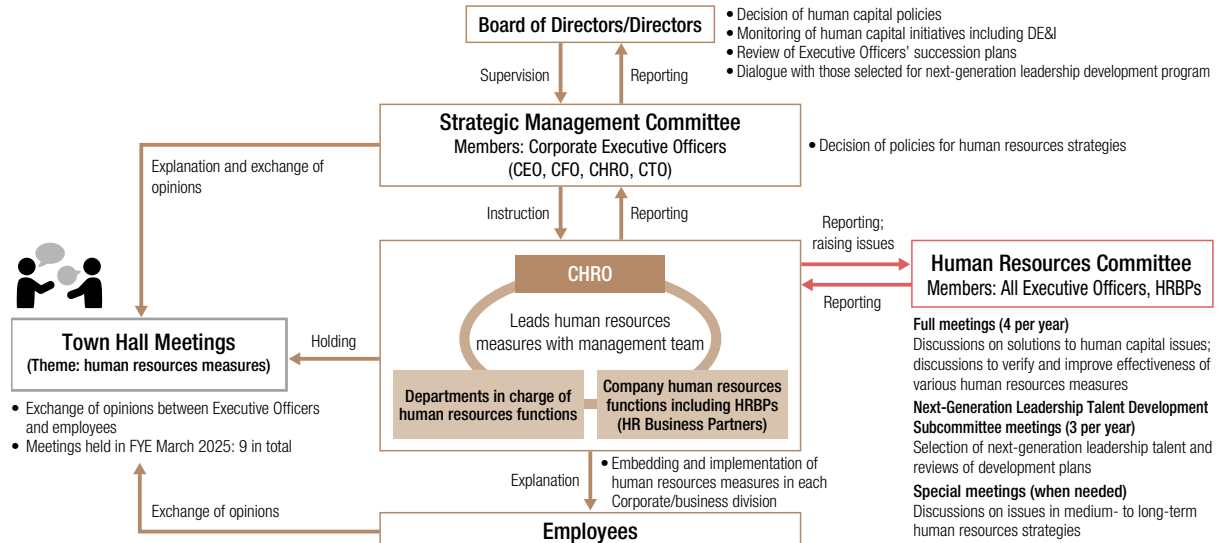 Board of Directors/Directors
• Decision of human capital policies
• Monitoring of human capital initiatives including DE&I
• Review of Executive Officers’ succession plans
• Dialogue with those selected for next-generation leadership development program
Supervision
Reporting
Strategic Management Committee
Members: Corporate Executive Officers
(CEO, CFO, CHRO, CTO)
• Decision of policies for human resources strategies
Explanation and exchange of
opinions
Instruction
Reporting
CHRO
Leads human resources
measures with management team
Departments in charge of
human resources functions
Company human resources
functions including HRBPs
(HR Business Partners)
Reporting;
raising issues
Reporting
Human Resources Committee
Members: All Executive Officers, HRBPs
Full meetings (4 per year)
Discussions on solutions to human capital issues;
discussions to verify and improve effectiveness of
various human resources measures
Next-Generation Leadership Talent Development
Subcommittee meetings (3 per year)
Selection of next-generation leadership talent and
reviews of development plans
Special meetings (when needed)
Discussions on issues in medium- to long-term
human resources strategies
Holding
Town Hall Meetings
(Theme: human resources measures)
• Exchange of opinions between Executive Officers
and employees
• Meetings held in FYE March 2025: 9 in total
Explanation
• Embedding and implementation of
human resources measures in each
Corporate/business division
Exchange of opinions
Employees